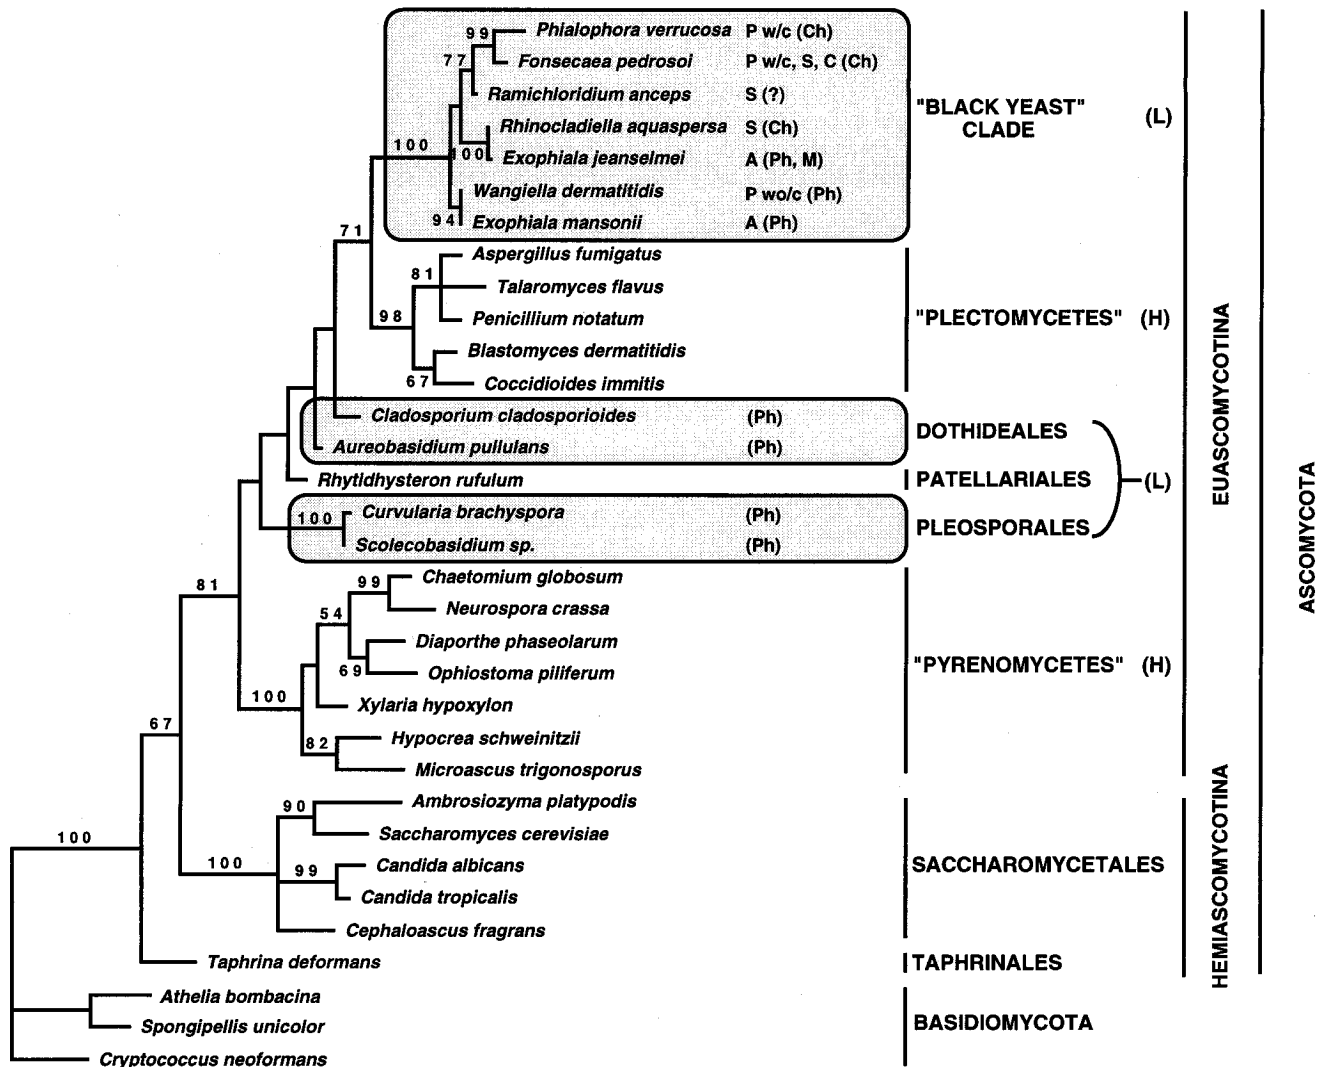 99 Phialophora verrucosa P w/c (Ch)
77 Fonsecaea pedrosoi P w/c, S, C (Ch)
Ramichloridium anceps S (?)
"BLACK YEAST" CLADE (L)
Rhinocladiella aquaspersa S (Ch)
100 100 Exophiala jeanselmei A (Ph, M)
Wangiella dermatitidis P wo/c (Ph)
94 Exophiala mansonii A (Ph)
71
Aspergillus fumigatus
81
Talaromyces flavus
98 Penicillium notatum "PLECTOMYCETES" (H)
Blastomyces dermatitidis
67 Coccidioides immitis
Cladosporium cladosporioides (Ph)
DOTHIDEALES
Aureobasidium pullulans (Ph)
Rhytidhysteron rufulum PATELLARIALES (L)
100 Curvularia brachyspora (Ph)
PLEOSPORALES
Scolecobasidium sp. (Ph)
81
99 Chaetomium globosum
Neurospora crassa
54
Diaporthe phaseolarum
69 Ophiostoma piliferum "PYRENOMYCETES" (H)
100 Xylaria hypoxylon
82 Hypocrea schweinitzii
Microascus trigonosporus
67
90 Ambrosiozyma platypodis
Saccharomyces cerevisiae
100 99 Candida albicans SACCHAROMYCETALES
Candida tropicalis
Cephaloascus fragrans
100
Taphrina deformans TAPHRINALES
Athelia bombacina
Spongipellis unicolor BASIDIOMYCOTA
Cryptococcus neoformans
EUASCOMYCOTINA
HEMIASCOMYCOTINA
ASCOMYCOTA